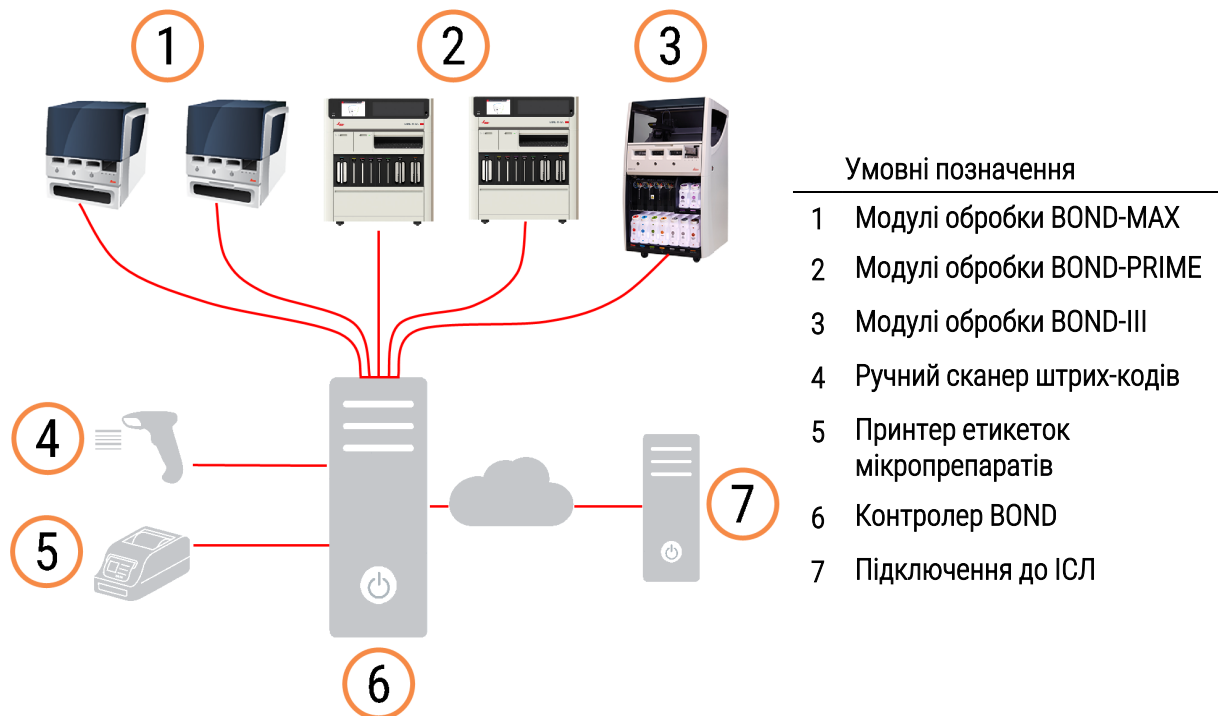 1
2
3
Умовні позначення
1 Модулі обробки BOND-MAX
2 Модулі обробки BOND-PRIME
3 Модулі обробки BOND-III
4 Ручний сканер штрих-кодів
5 Принтер етикеток
мікропрепаратів
6 Контролер BOND
7 Підключення до ІСЛ
4
5
7
6